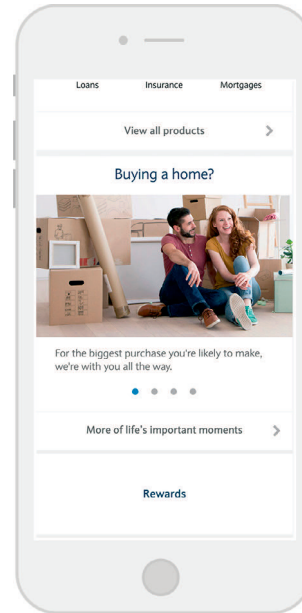 Loans Insurance Mortgages
View all products
Buying a home?
For the biggest purchase you're likely to make,
we're with you all the way.
More of life's important moments
Rewards